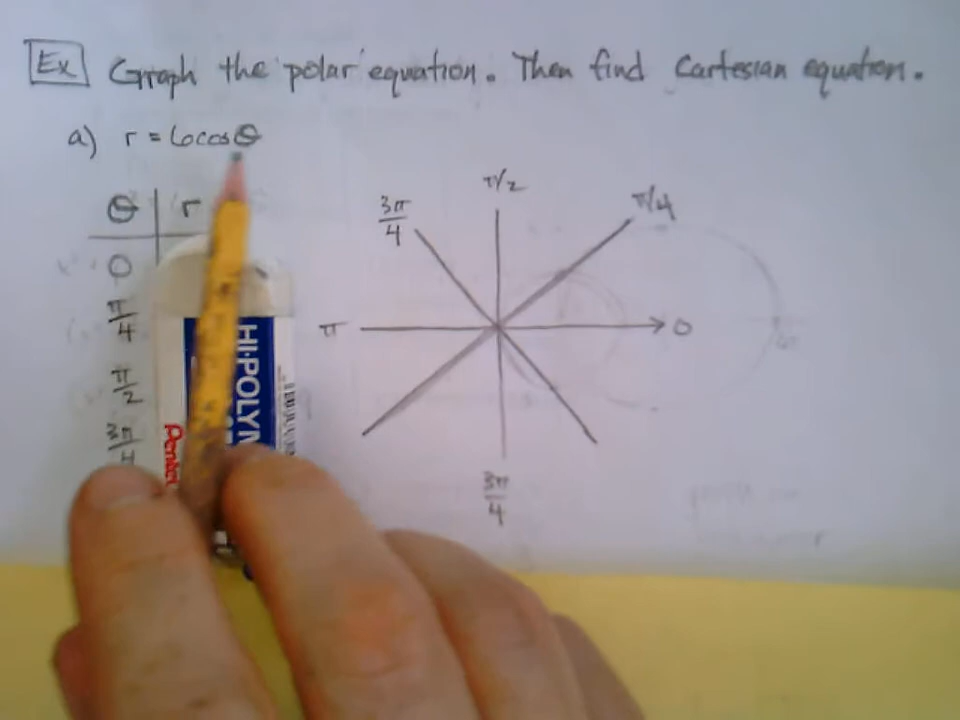 Ex Graph the polar equation. Then find Cartesian equation.
a) r = 6cosθ
θ r
0
π/4
π/2
3π/4
π/2
3π/4
π/4
π
0
3π/4
HI-POLYM
Pentel